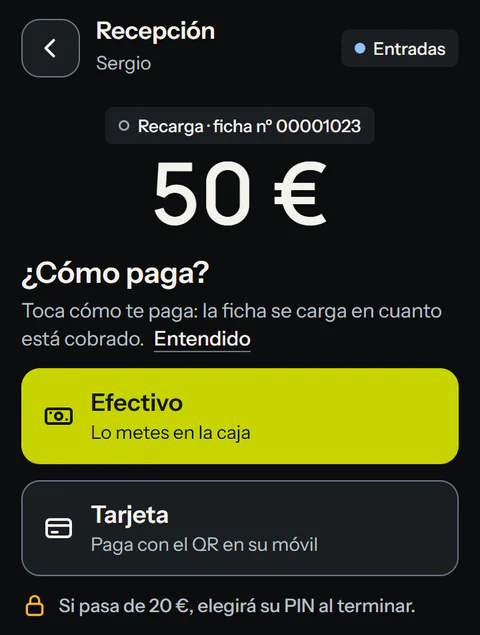 Recepción
Sergio
Entradas
Recarga · ficha nº 00001023
50 €
¿Cómo paga?
Toca cómo te paga: la ficha se carga en cuanto
está cobrado. Entendido
Efectivo
Lo metes en la caja
Tarjeta
Paga con el QR en su móvil
Si pasa de 20 €, elegirá su PIN al terminar.